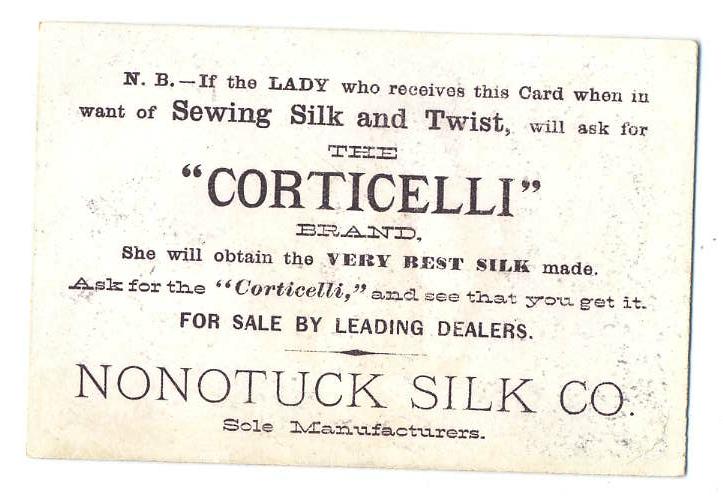 N. B.—If the LADY who receives this Card when in
want of Sewing Silk and Twist, will ask for
THE
"CORTICELLI"
BRAND,
She will obtain the VERY BEST SILK made.
Ask for the "Corticelli," and see that you get it.
FOR SALE BY LEADING DEALERS.
NONOTUCK SILK CO.
Sole Manufacturers.